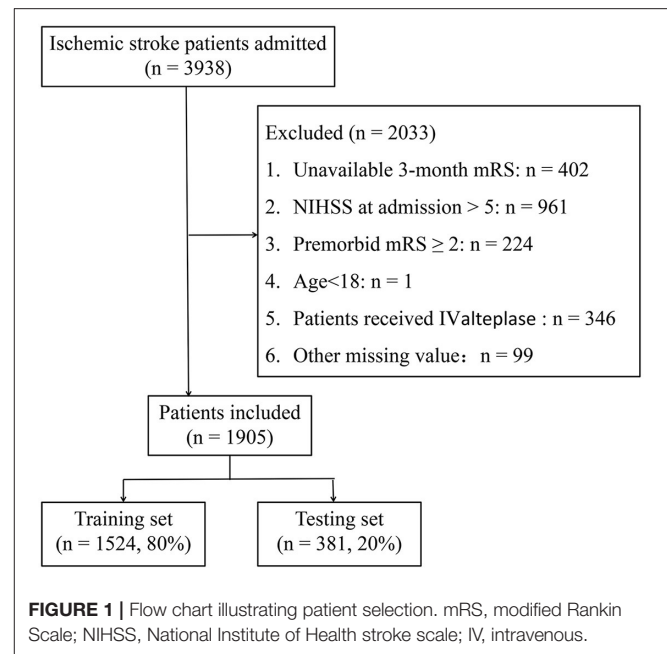 Ischemic stroke patients admitted
(n = 3938)
Excluded (n = 2033)
1. Unavailable 3-month mRS: n = 402
2. NIHSS at admission > 5: n = 961
3. Premorbid mRS ≥ 2: n = 224
4. Age<18: n = 1
5. Patients received IValteplase : n = 346
6. Other missing value： n = 99
Patients included
(n = 1905)
Training set
(n = 1524, 80%)
Testing set
(n = 381, 20%)
FIGURE 1 | Flow chart illustrating patient selection. mRS, modified Rankin
Scale; NIHSS, National Institute of Health stroke scale; IV, intravenous.